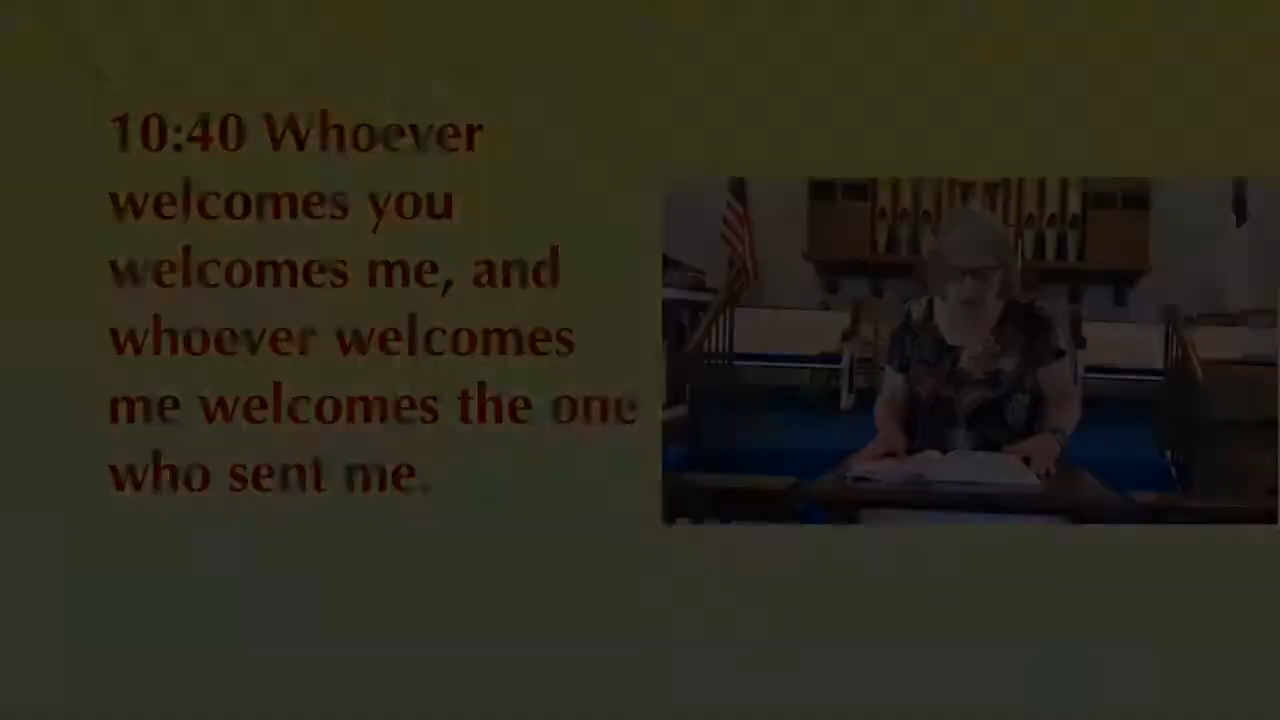 10:40 Whoever
welcomes you
welcomes me, and
whoever welcomes
me welcomes the one
who sent me.